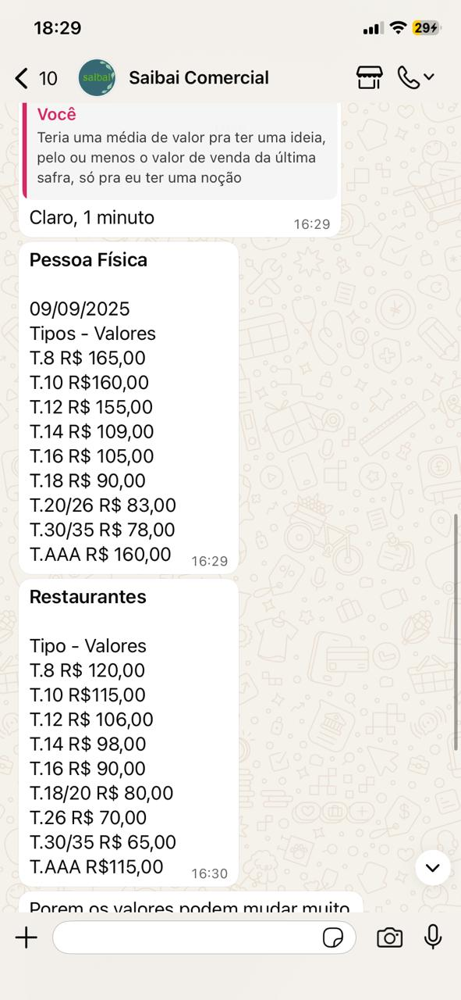 18:29
29
10
saibai
Saibai Comercial
Você
Teria uma média de valor pra ter uma ideia,
pelo ou menos o valor de venda da última
safra, só pra eu ter uma noção
Claro, 1 minuto
16:29
Pessoa Física
09/09/2025
Tipos - Valores
T.8 R$ 165,00
T.10 R$160,00
T.12 R$ 155,00
T.14 R$ 109,00
T.16 R$ 105,00
T.18 R$ 90,00
T.20/26 R$ 83,00
T.30/35 R$ 78,00
T.AAA R$ 160,00
16:29
Restaurantes
Tipo - Valores
T.8 R$ 120,00
T.10 R$115,00
T.12 R$ 106,00
T.14 R$ 98,00
T.16 R$ 90,00
T.18/20 R$ 80,00
T.26 R$ 70,00
T.30/35 R$ 65,00
T.AAA R$115,00
16:30
Porem os valores podem mudar muito